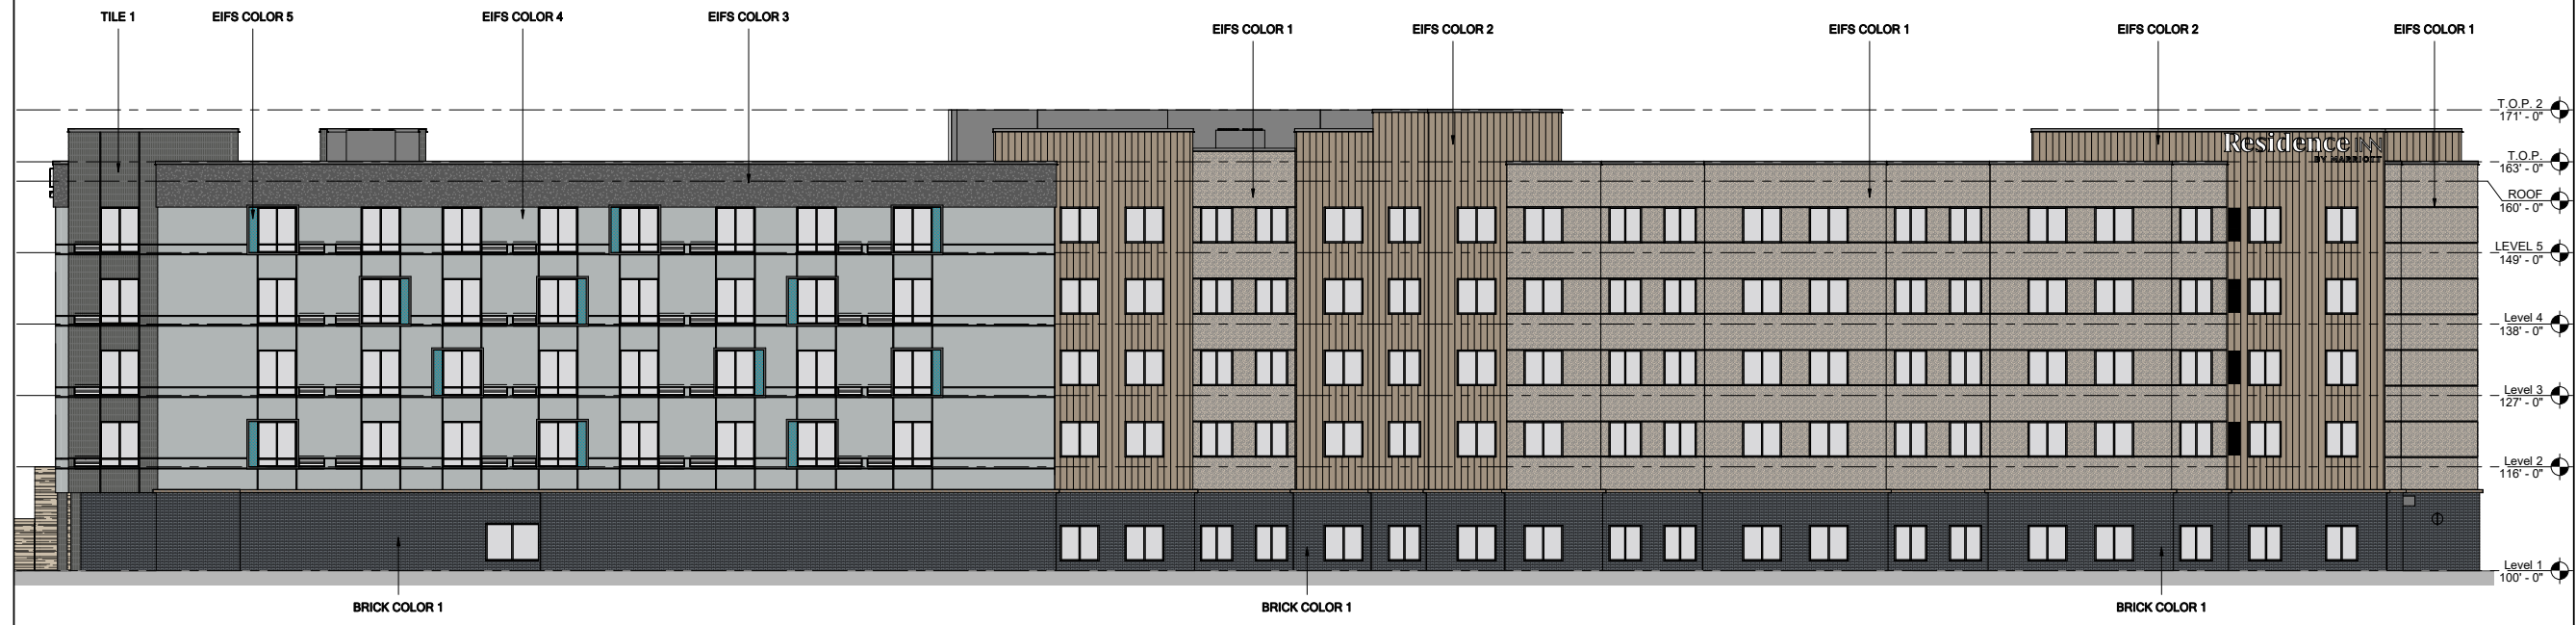 TILE 1
EIFS COLOR 5
EIFS COLOR 4
EIFS COLOR 3
EIFS COLOR 1
EIFS COLOR 2
EIFS COLOR 1
EIFS COLOR 2
EIFS COLOR 1
T.O.P. 2
171' - 0"
Residence INN
BY MARRIOTT
T.O.P.
163' - 0"
ROOF
160' - 0"
LEVEL 5
149' - 0"
Level 4
138' - 0"
Level 3
127' - 0"
Level 2
116' - 0"
Level 1
100' - 0"
BRICK COLOR 1
BRICK COLOR 1
BRICK COLOR 1